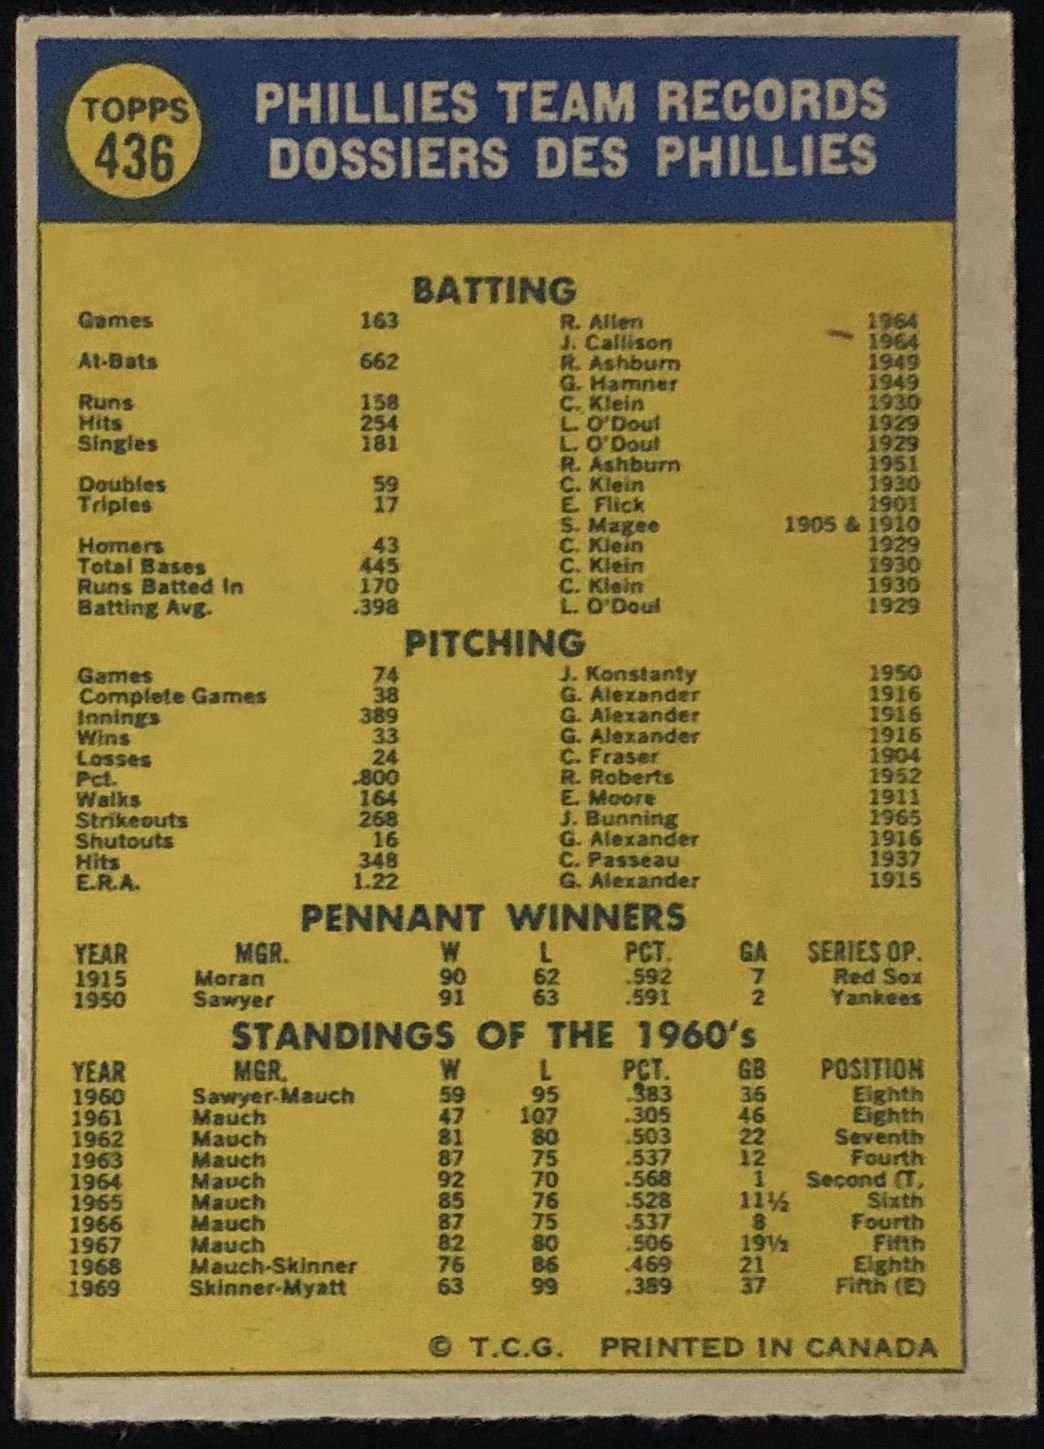 TOPPS
436
PHILLIES TEAM RECORDS
DOSSIERS DES PHILLIES
BATTING
Games 163 R. Allen 1964
J. Callison 1964
At-Bats 662 R. Ashburn 1949
G. Hamner 1949
Runs 158 C. Klein 1930
Hits 254 L. O'Doul 1929
Singles 181 L. O'Doul 1929
R. Ashburn 1951
Doubles 59 C. Klein 1930
Triples 17 E. Flick 1901
S. Magee 1905 & 1910
Homers 43 C. Klein 1929
Total Bases 445 C. Klein 1930
Runs Batted In 170 C. Klein 1930
Batting Avg. .398 L. O'Doul 1929
PITCHING
Games 74 J. Konstanty 1950
Complete Games 38 G. Alexander 1916
Innings 389 G. Alexander 1916
Wins 33 G. Alexander 1916
Losses 24 C. Fraser 1904
Pct. .800 R. Roberts 1952
Walks 164 E. Moore 1911
Strikeouts 268 J. Bunning 1965
Shutouts 16 G. Alexander 1916
Hits 348 C. Passeau 1937
E.R.A. 1.22 G. Alexander 1915
PENNANT WINNERS
YEAR MGR. W L PCT. GA SERIES OP.
1915 Moran 90 62 .592 7 Red Sox
1950 Sawyer 91 63 .591 2 Yankees
STANDINGS OF THE 1960's
YEAR MGR. W L PCT. GB POSITION
1960 Sawyer-Mauch 59 95 .383 36 Eighth
1961 Mauch 47 107 .305 46 Eighth
1962 Mauch 81 80 .503 22 Seventh
1963 Mauch 87 75 .537 12 Fourth
1964 Mauch 92 70 .568 1 Second (T,
1965 Mauch 85 76 .528 11½ Sixth
1966 Mauch 87 75 .537 8 Fourth
1967 Mauch 82 80 .506 19½ Fifth
1968 Mauch-Skinner 76 86 .469 21 Eighth
1969 Skinner-Myatt 63 99 .389 37 Fifth (E)
© T.C.G. PRINTED IN CANADA